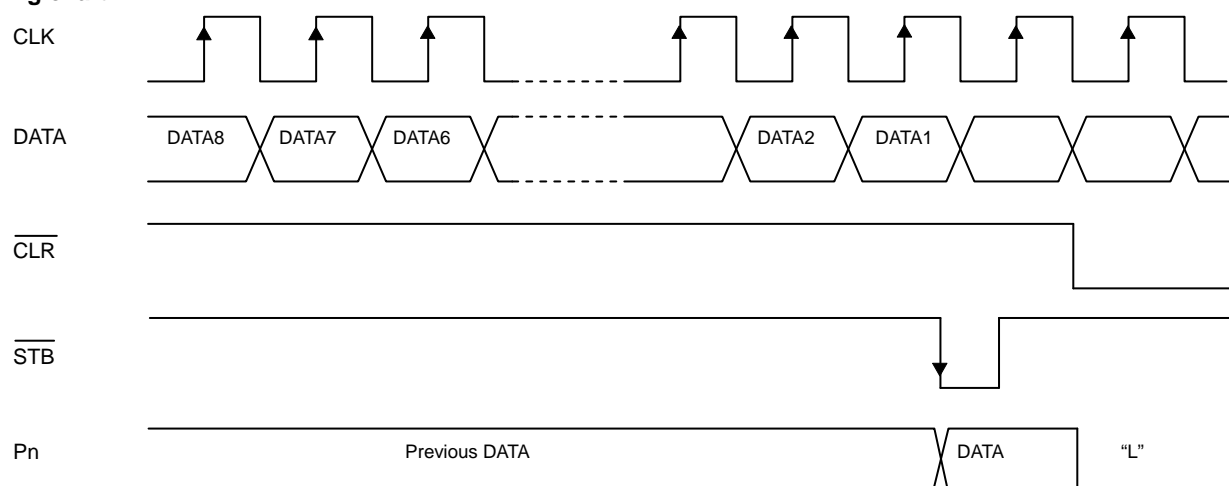 CLK
DATA DATA8 DATA7 DATA6 DATA2 DATA1
CLR
STB
Pn Previous DATA DATA “L”